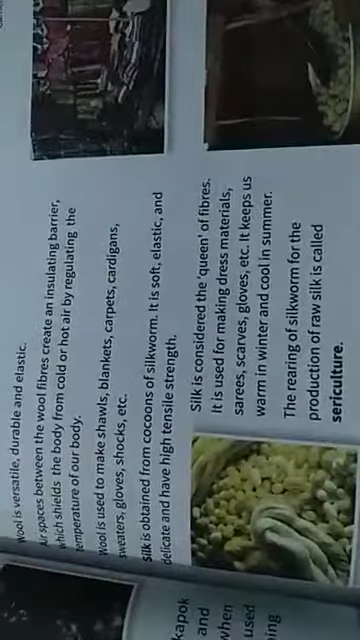 Wool is versatile, durable and elastic.
Air spaces between the wool fibres create an insulating barrier,
which shields the body from cold or hot air by regulating the
temperature of our body.
Wool is used to make shawls, blankets, carpets, cardigans,
sweaters, gloves, shocks, etc.
Silk is obtained from cocoons of silkworm. It is soft, elastic, and
delicate and have high tensile strength.
Silk is considered the 'queen' of fibres.
It is used for making dress materials,
sarees, scarves, gloves, etc. It keeps us
warm in winter and cool in summer.
The rearing of silkworm for the
production of raw silk is called
sericulture.
kapok
and
when
used
ing